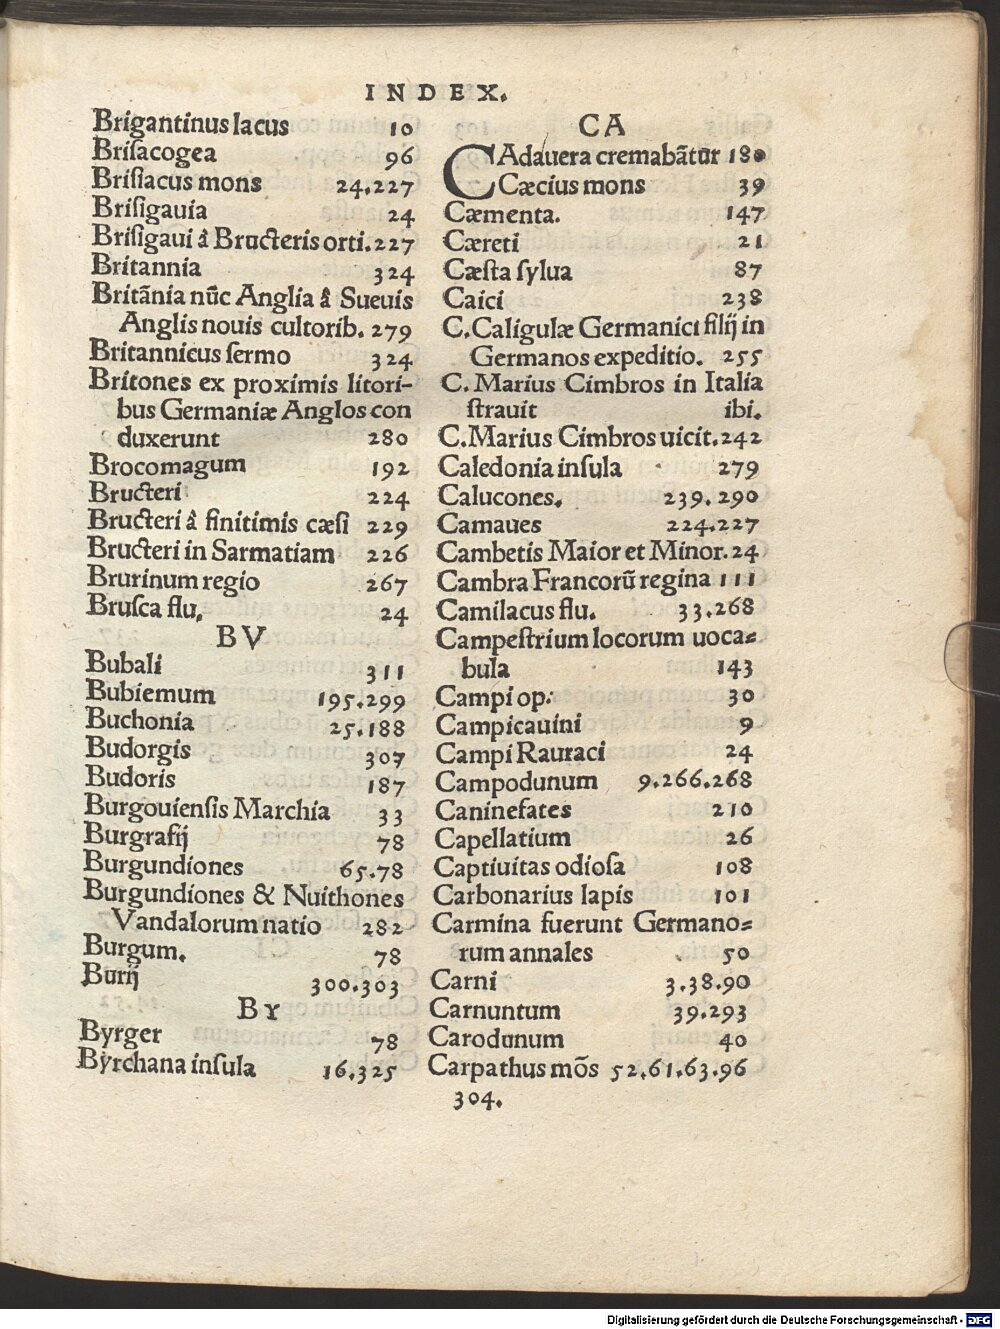 INDEX.
Brigantinus lacus 10
Brisacogea 96
Brisiacus mons 24.227
Brisigauia 24
Brisigaui â Bructeris orti. 227
Britannia 324
Britãnia nũc Anglia â Sueuis
Anglis nouis cultorib. 279
Britannicus sermo 324
Britones ex proximis litori-
bus Germaniæ Anglos con
duxerunt 280
Brocomagum 192
Bructeri 224
Bructeri â finitimis cæsi 229
Bructeri in Sarmatiam 226
Brurinum regio 267
Brusca flu. 24
BV
Bubali 311
Bubiemum 195.299
Buchonia 25.188
Budorgis 307
Budoris 187
Burgouiensis Marchia 33
Burgrafij 78
Burgundiones 65.78
Burgundiones & Nuithones
Vandalorum natio 282
Burgum. 78
Burij 300.303
BY
Byrger 78
Byrchana insula 16.325
CA
CAdauera cremabãtur 180
Cæcius mons 39
Cæmenta. 147
Cæreti 21
Cæsta sylua 87
Caici 238
C. Caligulæ Germanici filij in
Germanos expeditio. 255
C. Marius Cimbros in Italia
strauit ibi.
C. Marius Cimbros uicit. 242
Caledonia insula 279
Calucones. 239.290
Camaues 224.227
Cambetis Maior et Minor. 24
Cambra Francorũ regina 111
Camilacus flu. 33.268
Campestrium locorum uoca=
bula 143
Campi op: 30
Campicauini 9
Campi Rauraci 24
Campodunum 9.266.268
Caninefates 210
Capellatium 26
Captiuitas odiosa 108
Carbonarius lapis 101
Carmina fuerunt Germano=
rum annales 50
Carni 3.38.90
Carnuntum 39.293
Carodunum 40
Carpathus mõs 52.61.63.96
304.
Digitalisierung gefördert durch die Deutsche Forschungsgemeinschaft - DFG